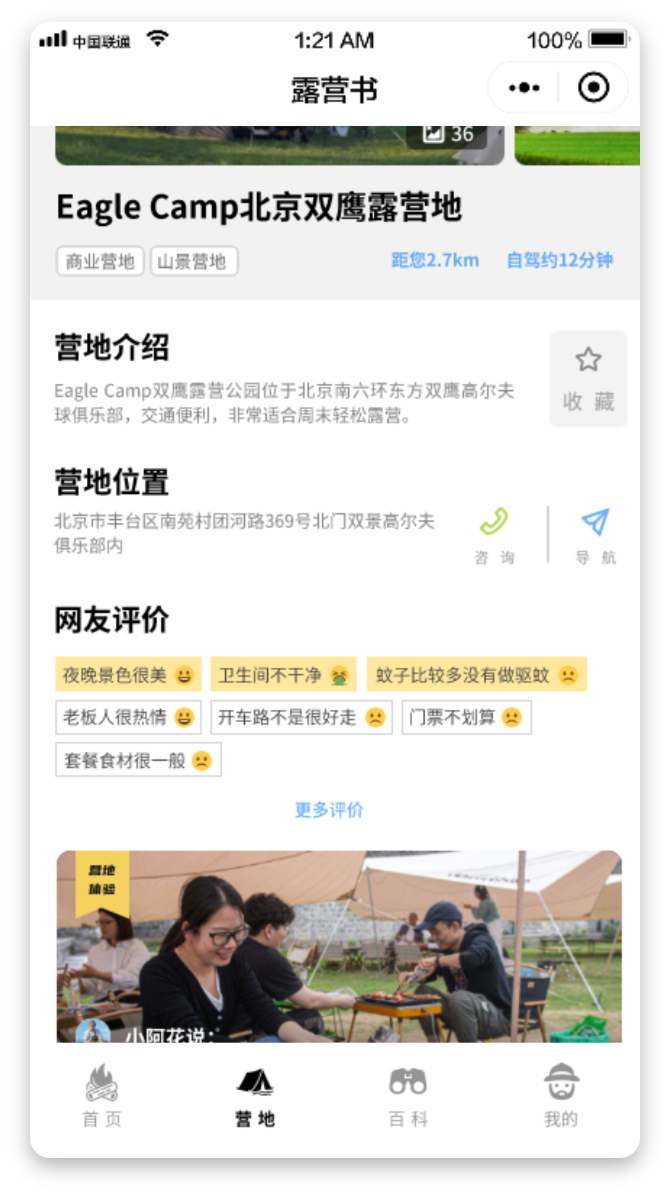 中国联通 1:21 AM 100%
露营书
36
Eagle Camp北京双鹰露营地
商业营地 山景营地 距您2.7km 自驾约12分钟
营地介绍
Eagle Camp双鹰露营公园位于北京南六环东方双鹰高尔夫
球俱乐部，交通便利，非常适合周末轻松露营。
收 藏
营地位置
北京市丰台区南苑村团河路369号北门双景高尔夫
俱乐部内
咨 询 导 航
网友评价
夜晚景色很美 😃 卫生间不干净 🤮 蚊子比较多没有做驱蚊 🙁
老板人很热情 😃 开车路不是很好走 🙁 门票不划算 🙁
套餐食材很一般 🙁
更多评价
营地
体验
小阿花说：
首 页 营 地 百 科 我的